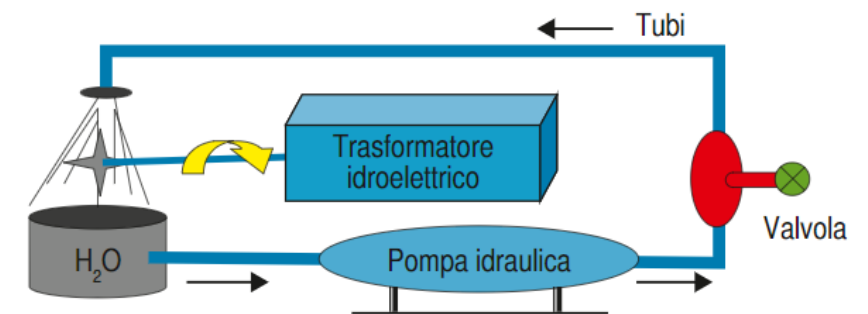 Tubi
Trasformatore
idroelettrico
Valvola
H₂O
Pompa idraulica